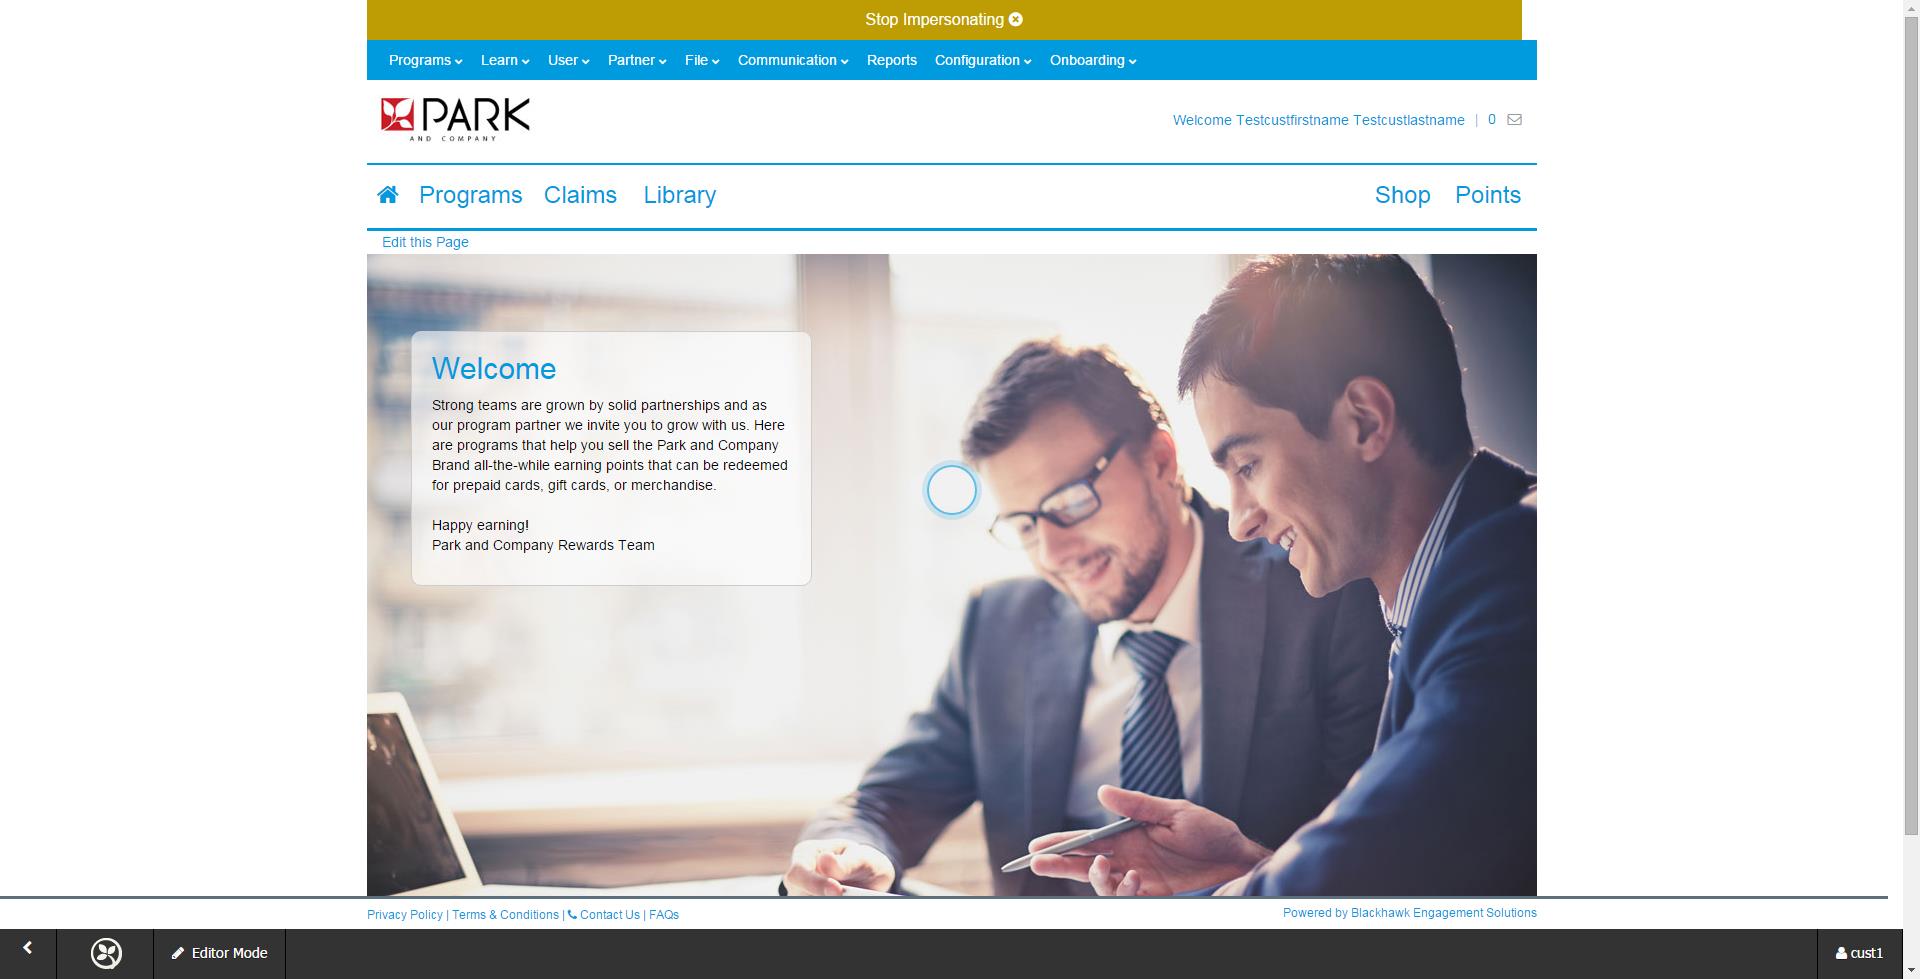 Stop Impersonating
Programs Learn User Partner File Communication Reports Configuration Onboarding
PARK
AND COMPANY
Welcome Testcustfirstname Testcustlastname | 0
Programs Claims Library Shop Points
Edit this Page
Welcome
Strong teams are grown by solid partnerships and as
our program partner we invite you to grow with us. Here
are programs that help you sell the Park and Company
Brand all-the-while earning points that can be redeemed
for prepaid cards, gift cards, or merchandise.
Happy earning!
Park and Company Rewards Team
Privacy Policy | Terms & Conditions | Contact Us | FAQs
Powered by Blackhawk Engagement Solutions
Editor Mode
cust1